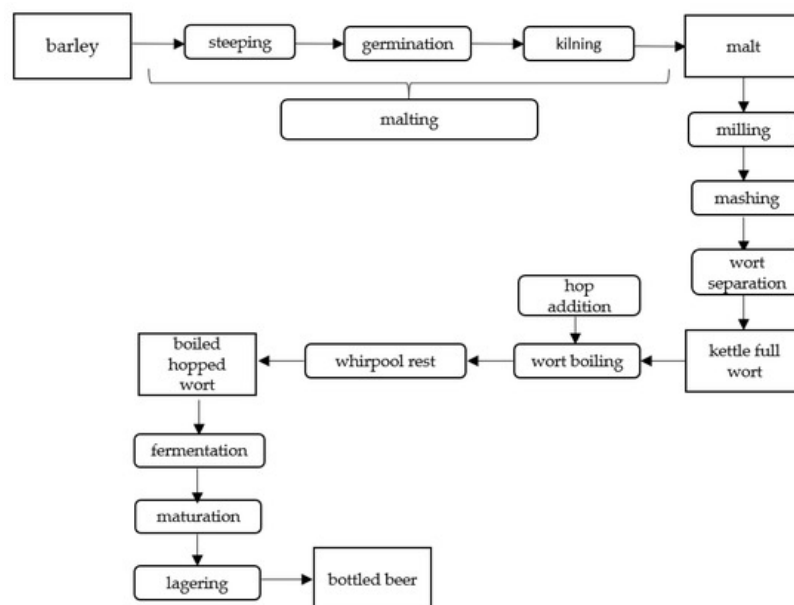 barley
steeping
germination
kilning
malt
malting
milling
mashing
wort
separation
hop
addition
kettle full
wort
wort boiling
whirpool rest
boiled
hopped
wort
fermentation
maturation
lagering
bottled beer